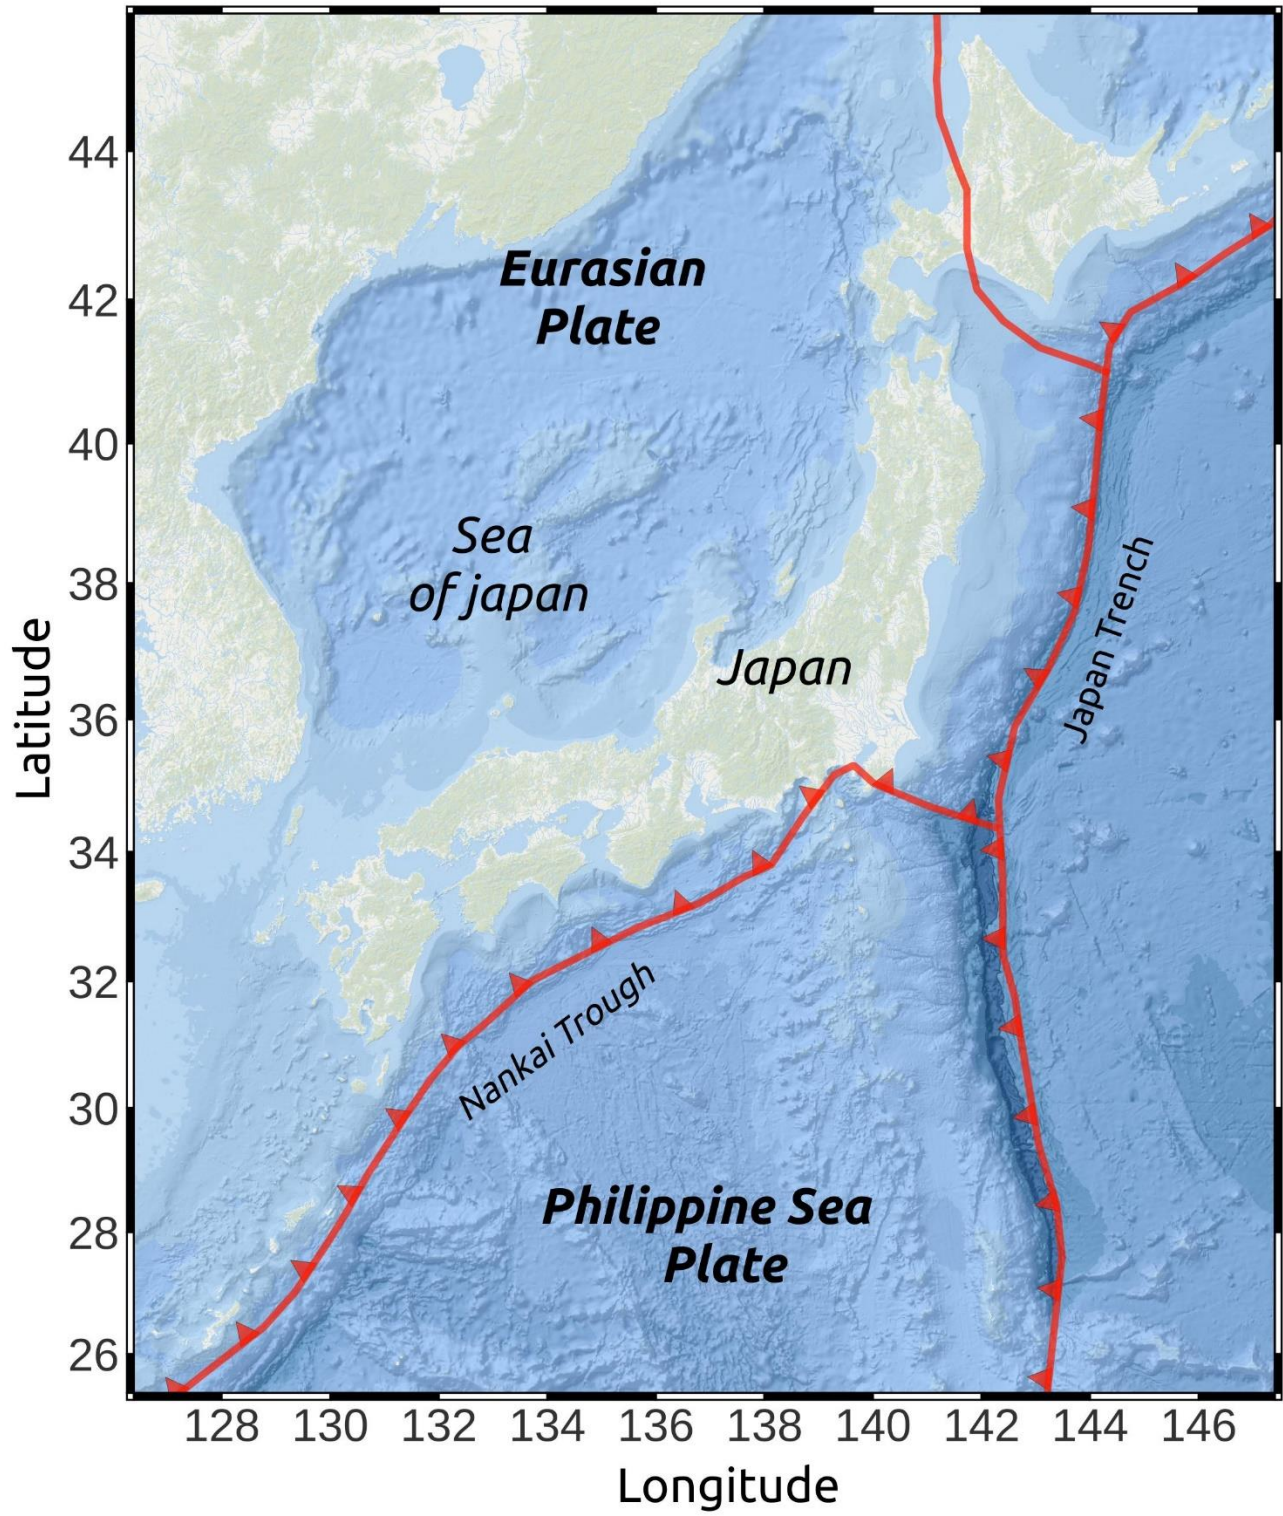 44
42
40
38
36
34
32
30
28
26
Latitude
Eurasian
Plate
Sea
of japan
Japan
Japan Trench
Nankai Trough
Philippine Sea
Plate
128 130 132 134 136 138 140 142 144 146
Longitude